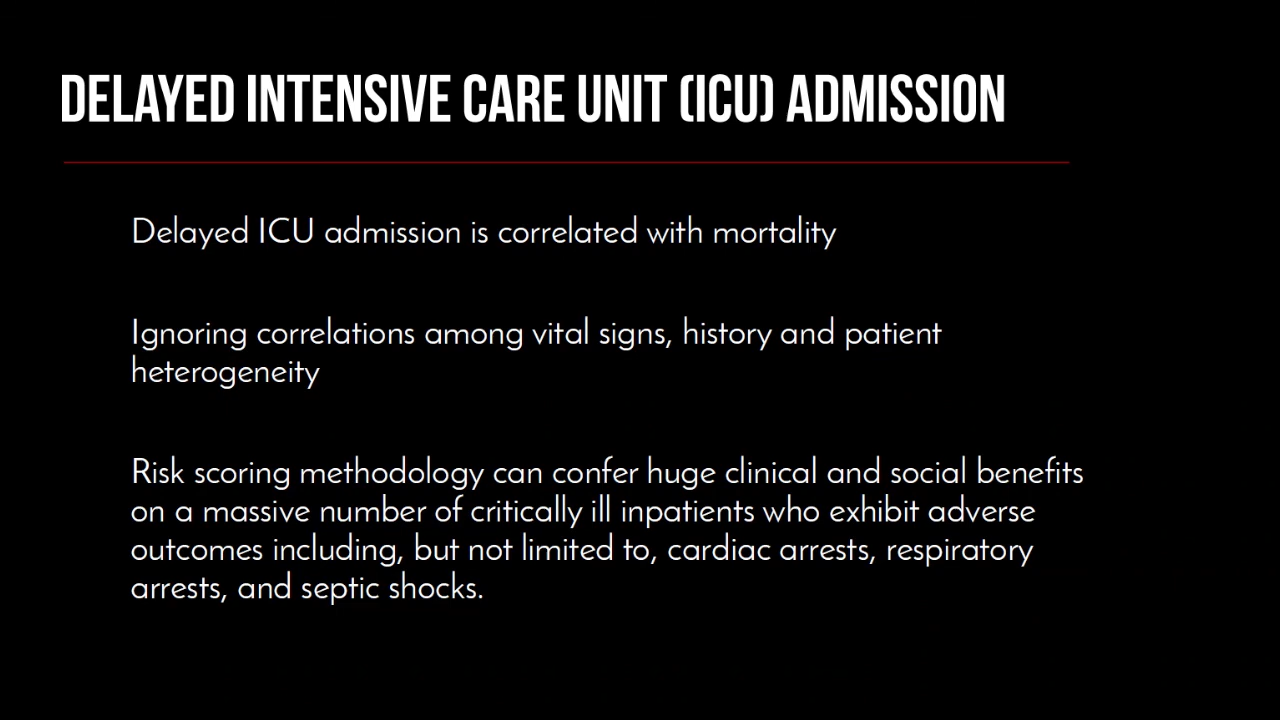 DELAYED INTENSIVE CARE UNIT (ICU) ADMISSION
Delayed ICU admission is correlated with mortality
Ignoring correlations among vital signs, history and patient
heterogeneity
Risk scoring methodology can confer huge clinical and social benefits
on a massive number of critically ill inpatients who exhibit adverse
outcomes including, but not limited to, cardiac arrests, respiratory
arrests, and septic shocks.